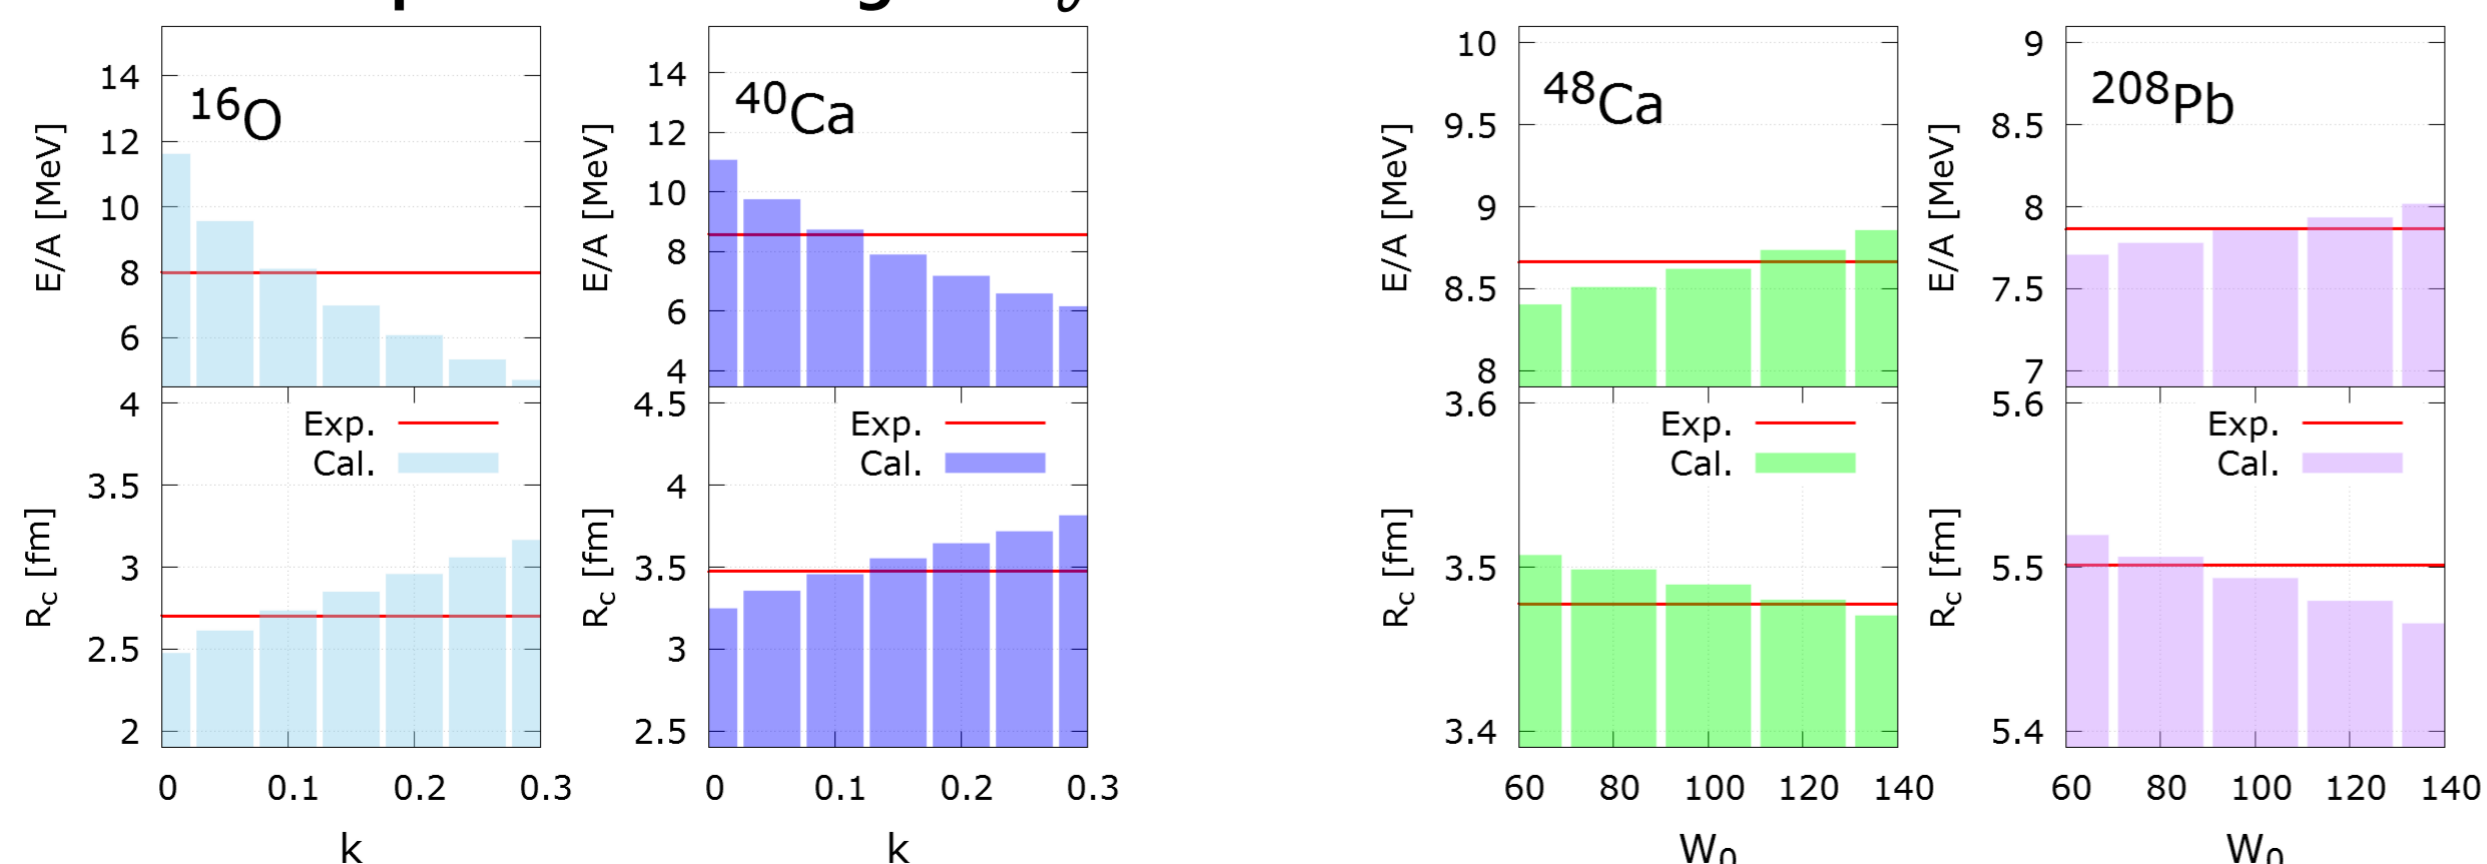 16O
E/A [MeV]
14
12
10
8
6
40Ca
E/A [MeV]
14
12
10
8
6
4
48Ca
E/A [MeV]
10
9.5
9
8.5
8
208Pb
E/A [MeV]
9
8.5
8
7.5
7
Exp.
Cal.
Rc [fm]
4
3.5
3
2.5
2
0 0.1 0.2 0.3
k
Exp.
Cal.
Rc [fm]
4.5
4
3.5
3
2.5
0 0.1 0.2 0.3
k
Exp.
Cal.
Rc [fm]
3.6
3.5
3.4
60 80 100 120 140
W0
Exp.
Cal.
Rc [fm]
5.6
5.5
5.4
60 80 100 120 140
W0